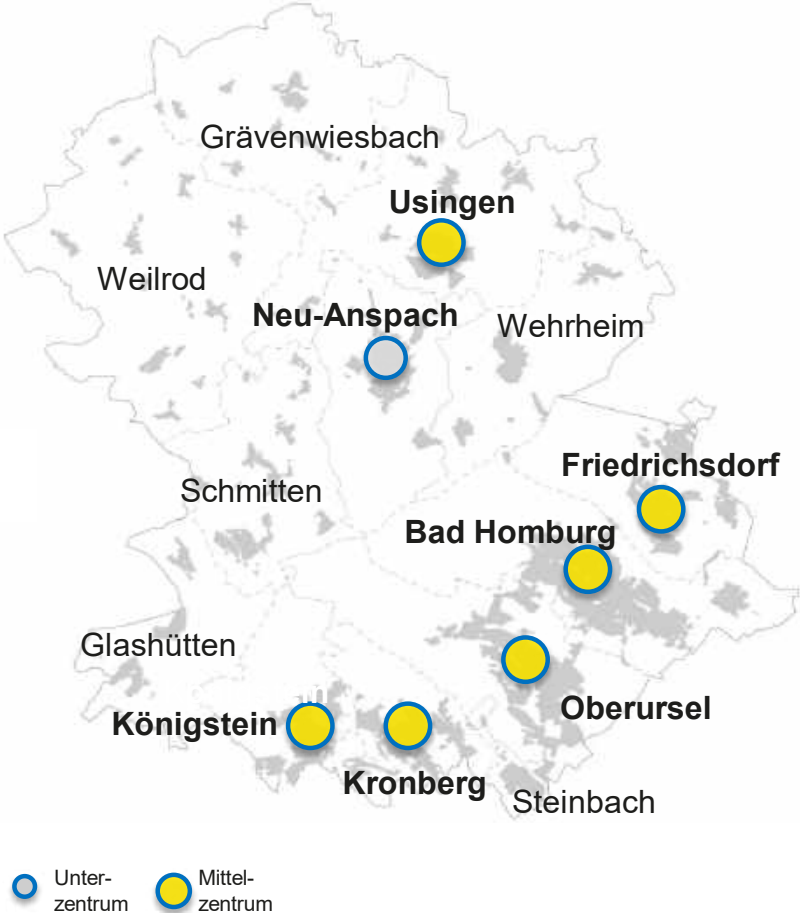 Grävenwiesbach
Usingen
Weilrod
Neu-Anspach
Wehrheim
Friedrichsdorf
Schmitten
Bad Homburg
Glashütten
in
Königstein
Oberursel
Kronberg
Steinbach
Unter-
zentrum
Mittel-
zentrum